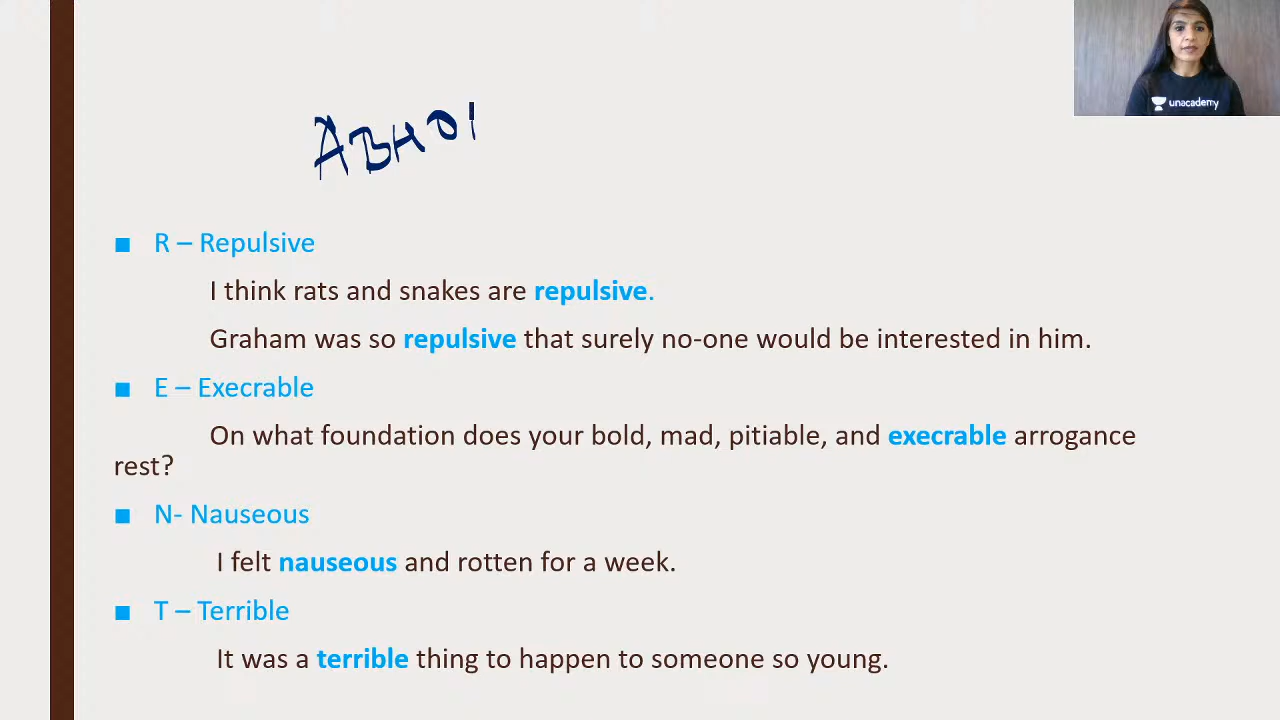 unacademy
ABHO
■ R – Repulsive
I think rats and snakes are repulsive.
Graham was so repulsive that surely no-one would be interested in him.
■ E – Execrable
On what foundation does your bold, mad, pitiable, and execrable arrogance
rest?
■ N- Nauseous
I felt nauseous and rotten for a week.
■ T – Terrible
It was a terrible thing to happen to someone so young.